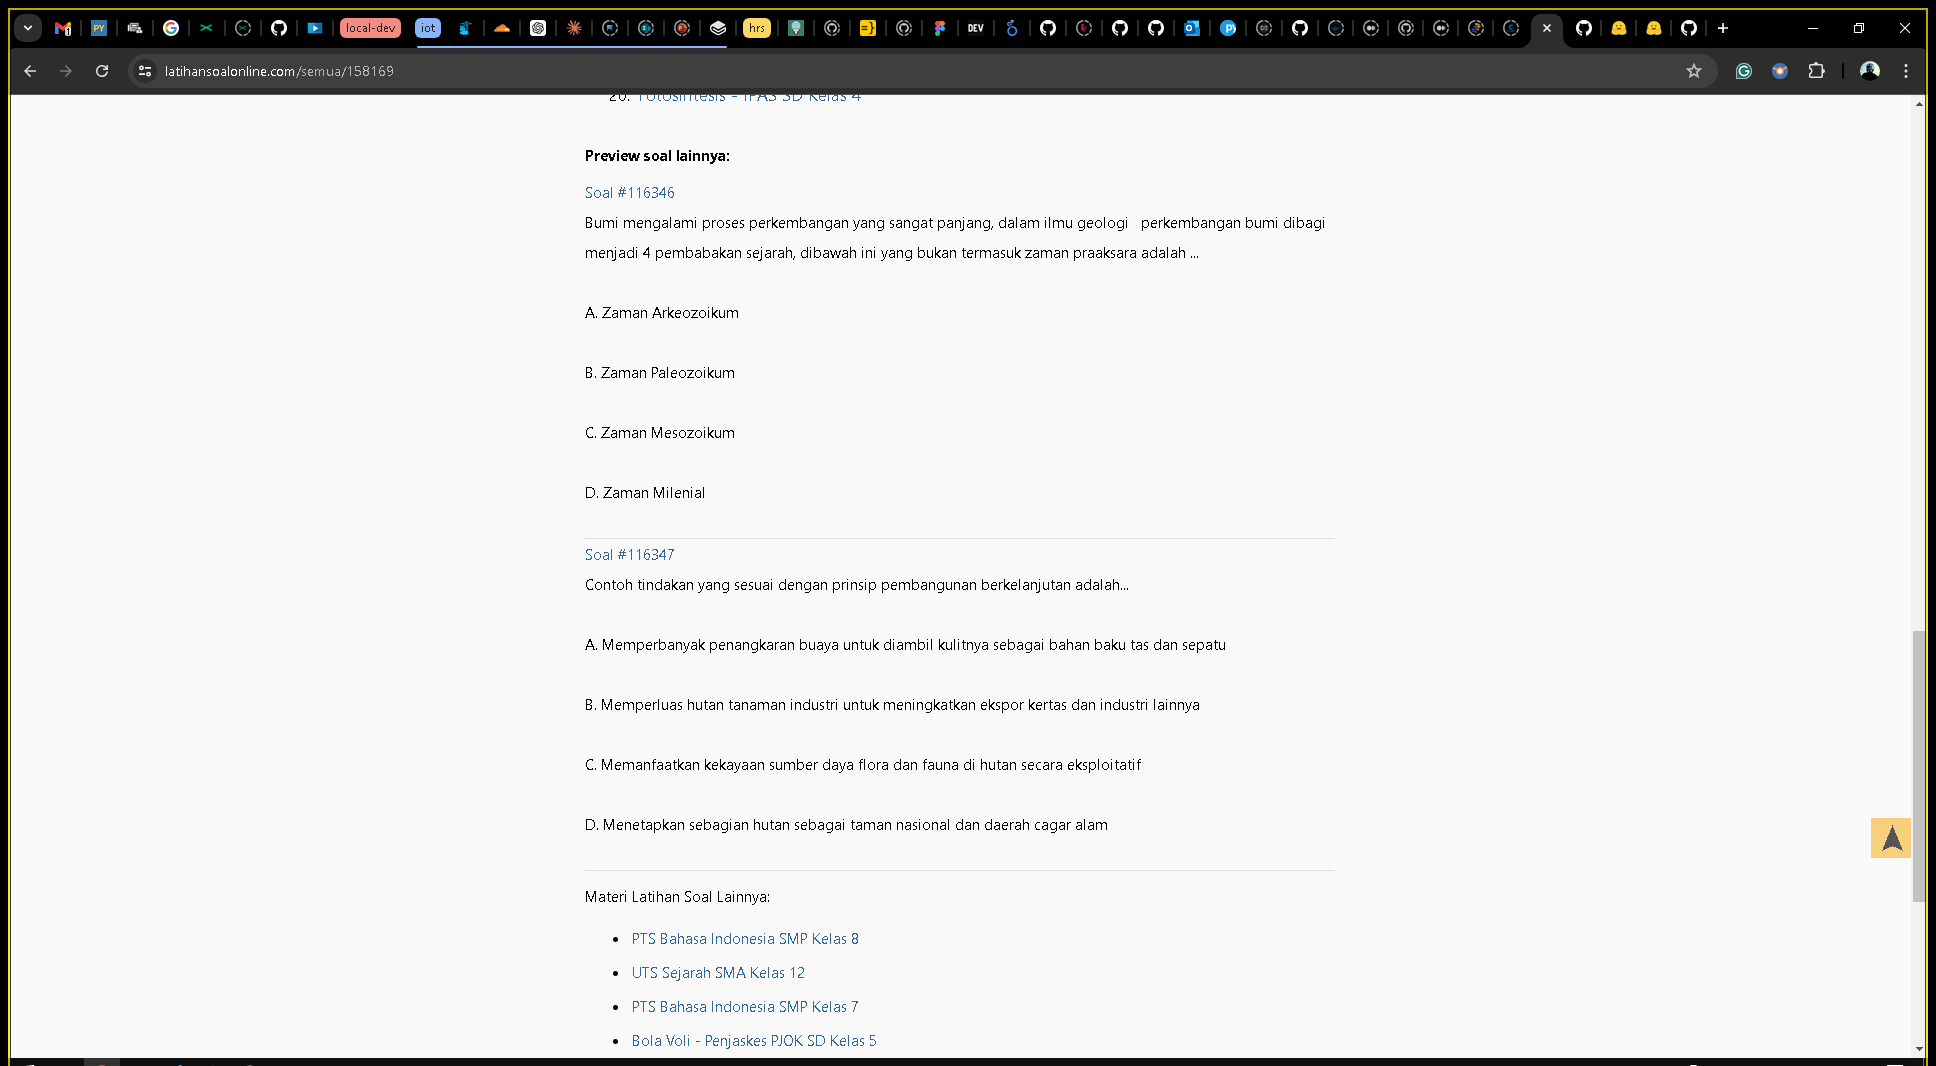 local-dev
iot
hrs
DEV
latihansoalonline.com/semua/158169
20. Fotosintesis - IPAS SD Kelas 4
Preview soal lainnya:
Soal #116346
Bumi mengalami proses perkembangan yang sangat panjang, dalam ilmu geologi   perkembangan bumi dibagi
menjadi 4 pembabakan sejarah, dibawah ini yang bukan termasuk zaman praaksara adalah ...
A. Zaman Arkeozoikum
B. Zaman Paleozoikum
C. Zaman Mesozoikum
D. Zaman Milenial
Soal #116347
Contoh tindakan yang sesuai dengan prinsip pembangunan berkelanjutan adalah...
A. Memperbanyak penangkaran buaya untuk diambil kulitnya sebagai bahan baku tas dan sepatu
B. Memperluas hutan tanaman industri untuk meningkatkan ekspor kertas dan industri lainnya
C. Memanfaatkan kekayaan sumber daya flora dan fauna di hutan secara eksploitatif
D. Menetapkan sebagian hutan sebagai taman nasional dan daerah cagar alam
Materi Latihan Soal Lainnya:
PTS Bahasa Indonesia SMP Kelas 8
UTS Sejarah SMA Kelas 12
PTS Bahasa Indonesia SMP Kelas 7
Bola Voli - Penjaskes PJOK SD Kelas 5